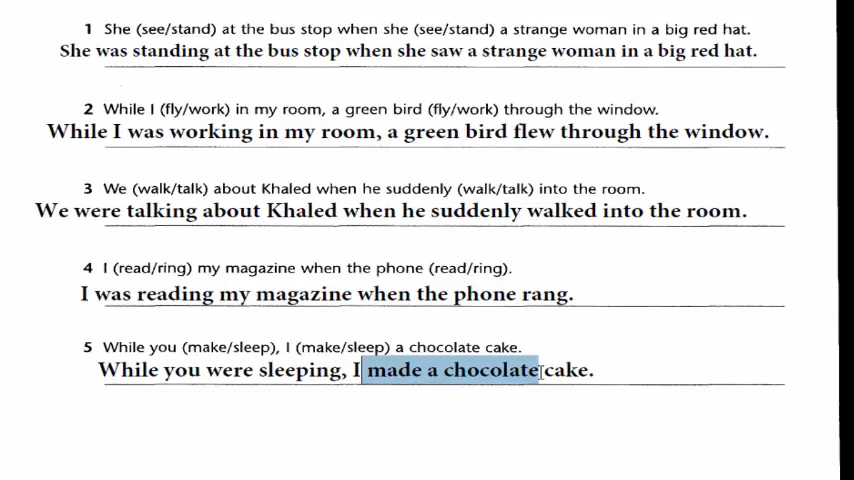 1 She (see/stand) at the bus stop when she (see/stand) a strange woman in a big red hat.
She was standing at the bus stop when she saw a strange woman in a big red hat.
2 While I (fly/work) in my room, a green bird (fly/work) through the window.
While I was working in my room, a green bird flew through the window.
3 We (walk/talk) about Khaled when he suddenly (walk/talk) into the room.
We were talking about Khaled when he suddenly walked into the room.
4 I (read/ring) my magazine when the phone (read/ring).
I was reading my magazine when the phone rang.
5 While you (make/sleep), I (make/sleep) a chocolate cake.
While you were sleeping, I made a chocolate cake.